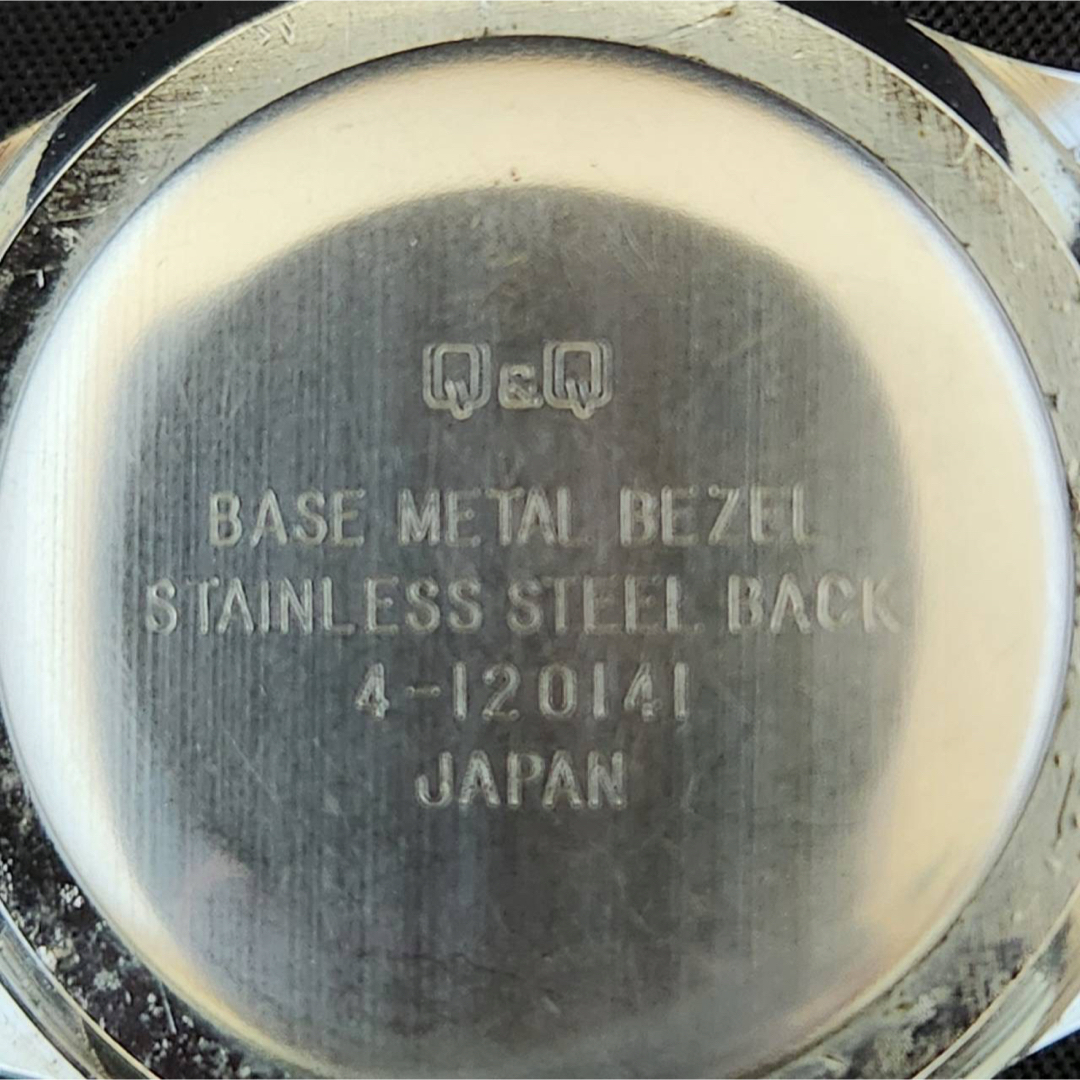 Q&Q
BASE METAL BEZEL
STAINLESS STEEL BACK
4-120141
JAPAN